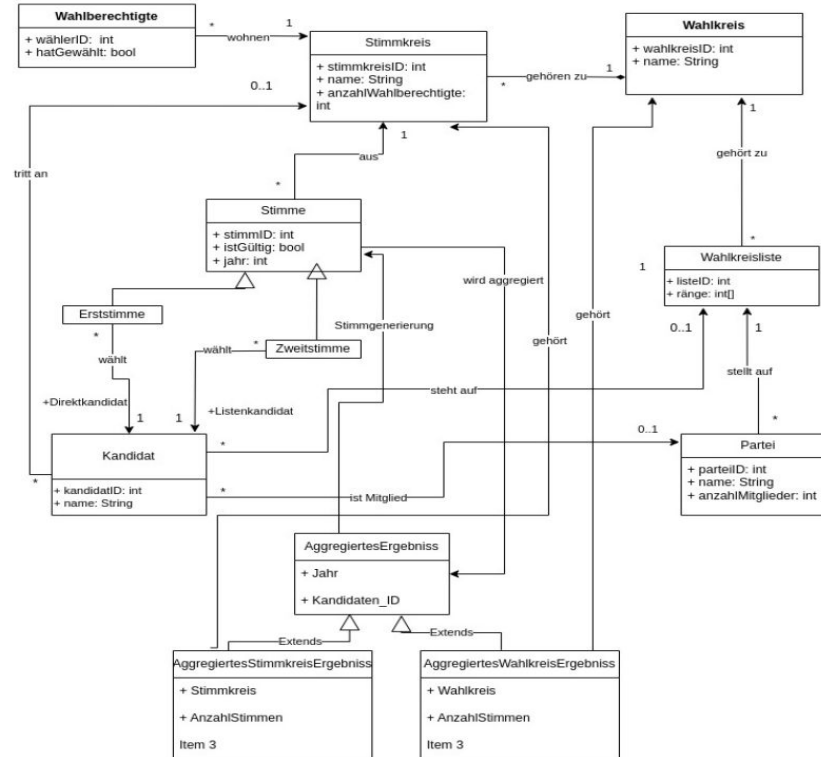 Wahlberechtigte
+ wählerID: int
+ hatGewählt: bool
*
wohnen
1
Stimmkreis
+ stimmkreisID: int
+ name: String
+ anzahlWahlberechtigte:
int
*
gehören zu
1
Wahlkreis
+ wahlkreisID: int
+ name: String
0..1
tritt an
aus
1
*
1
gehört zu
*
Stimme
+ stimmID: int
+ istGültig: bool
+ jahr: int
wird aggregiert
Wahlkreisliste
+ listeID: int
+ ränge: int[]
1
Erststimme
*
wählt
Zweitstimme
*
wählt
Stimmgenerierung
gehört
gehört
0..1
1
stellt auf
*
+Direktkandidat
1
1
+Listenkandidat
steht auf
Kandidat
+ kandidatID: int
+ name: String
*
*
*
ist Mitglied
0..1
Partei
+ parteiID: int
+ name: String
+ anzahlMitglieder: int
AggregiertesErgebniss
+ Jahr
+ Kandidaten_ID
Extends
Extends
AggregiertesStimmkreisErgebniss
+ Stimmkreis
+ AnzahlStimmen
Item 3
AggregiertesWahlkreisErgebniss
+ Wahlkreis
+ AnzahlStimmen
Item 3